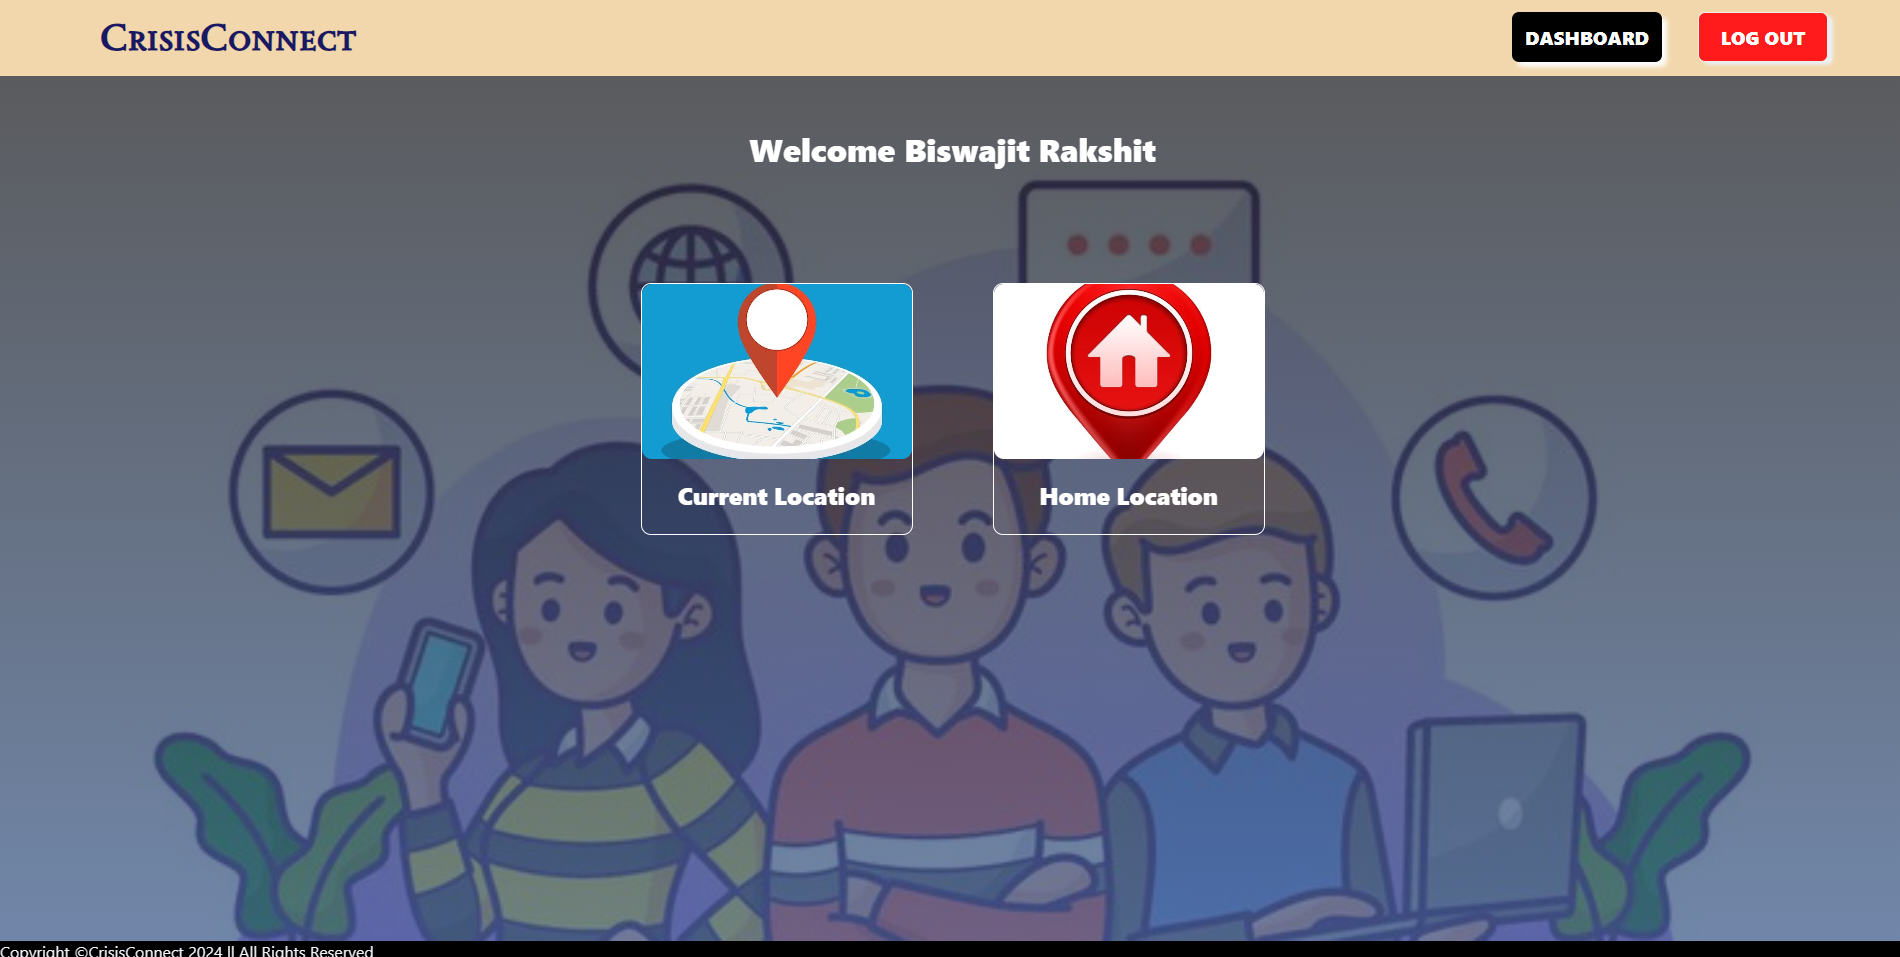 CRISISCONNECT
DASHBOARD
LOG OUT
Welcome Biswajit Rakshit
Current Location
Home Location
Copyright ©CrisisConnect 2024 || All Rights Reserved